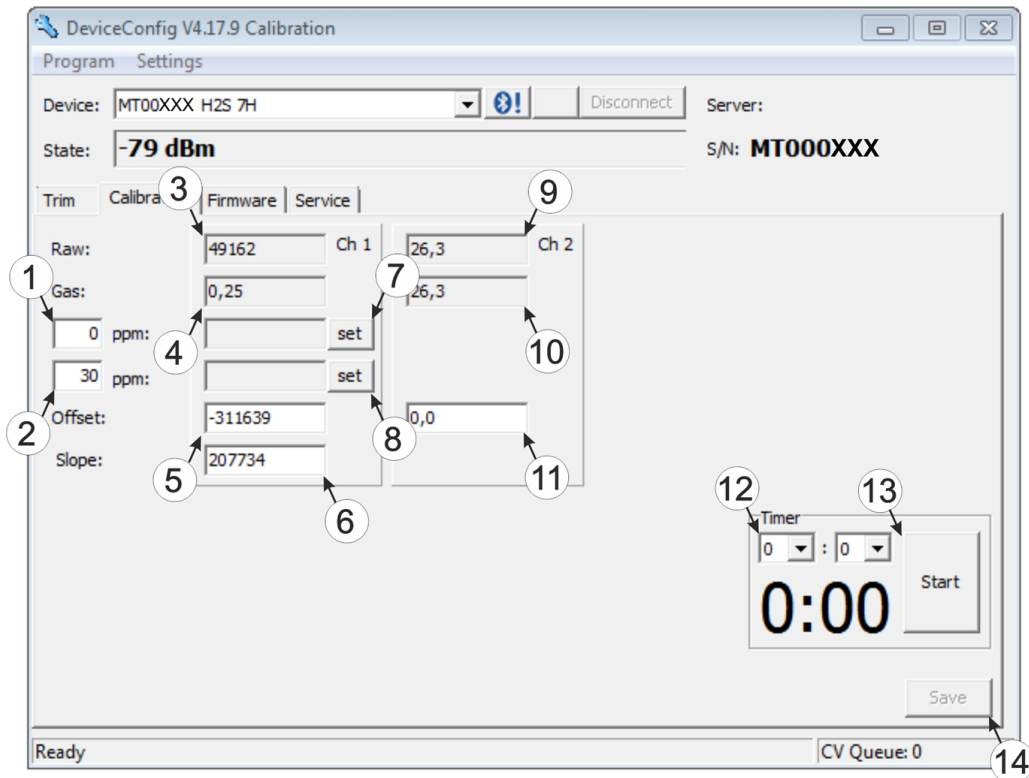 DeviceConfig V4.17.9 Calibration
Program Settings
Device: MT00XXX H2S 7H Disconnect Server:
State: -79 dBm S/N: MT000XXX
Trim Calibra 3 Firmware Service 9
Raw: 49162 Ch 1 26,3 Ch 2
1 7
Gas: 0,25 26,3
0 ppm: set
4 10
30 ppm: set
2 8
Offset: -311639 0,0
Slope: 207734
5 11
6 12 13
Timer
0 : 0
0:00 Start
Save
Ready CV Queue: 0
14